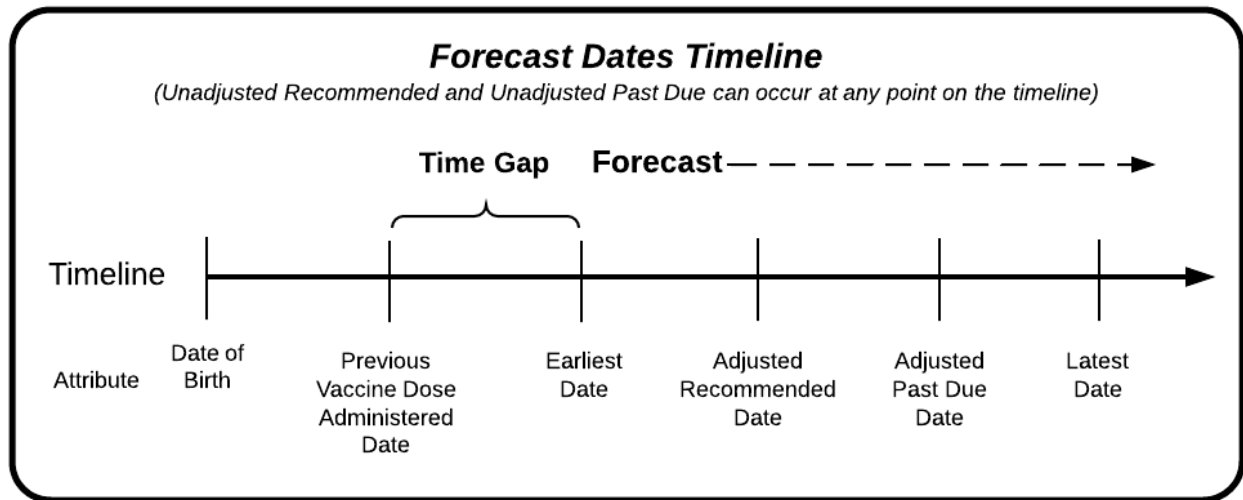 Forecast Dates Timeline
(Unadjusted Recommended and Unadjusted Past Due can occur at any point on the timeline)
Time Gap
Forecast
Timeline
Attribute
Date of
Birth
Previous
Vaccine Dose
Administered
Date
Earliest
Date
Adjusted
Recommended
Date
Adjusted
Past Due
Date
Latest
Date